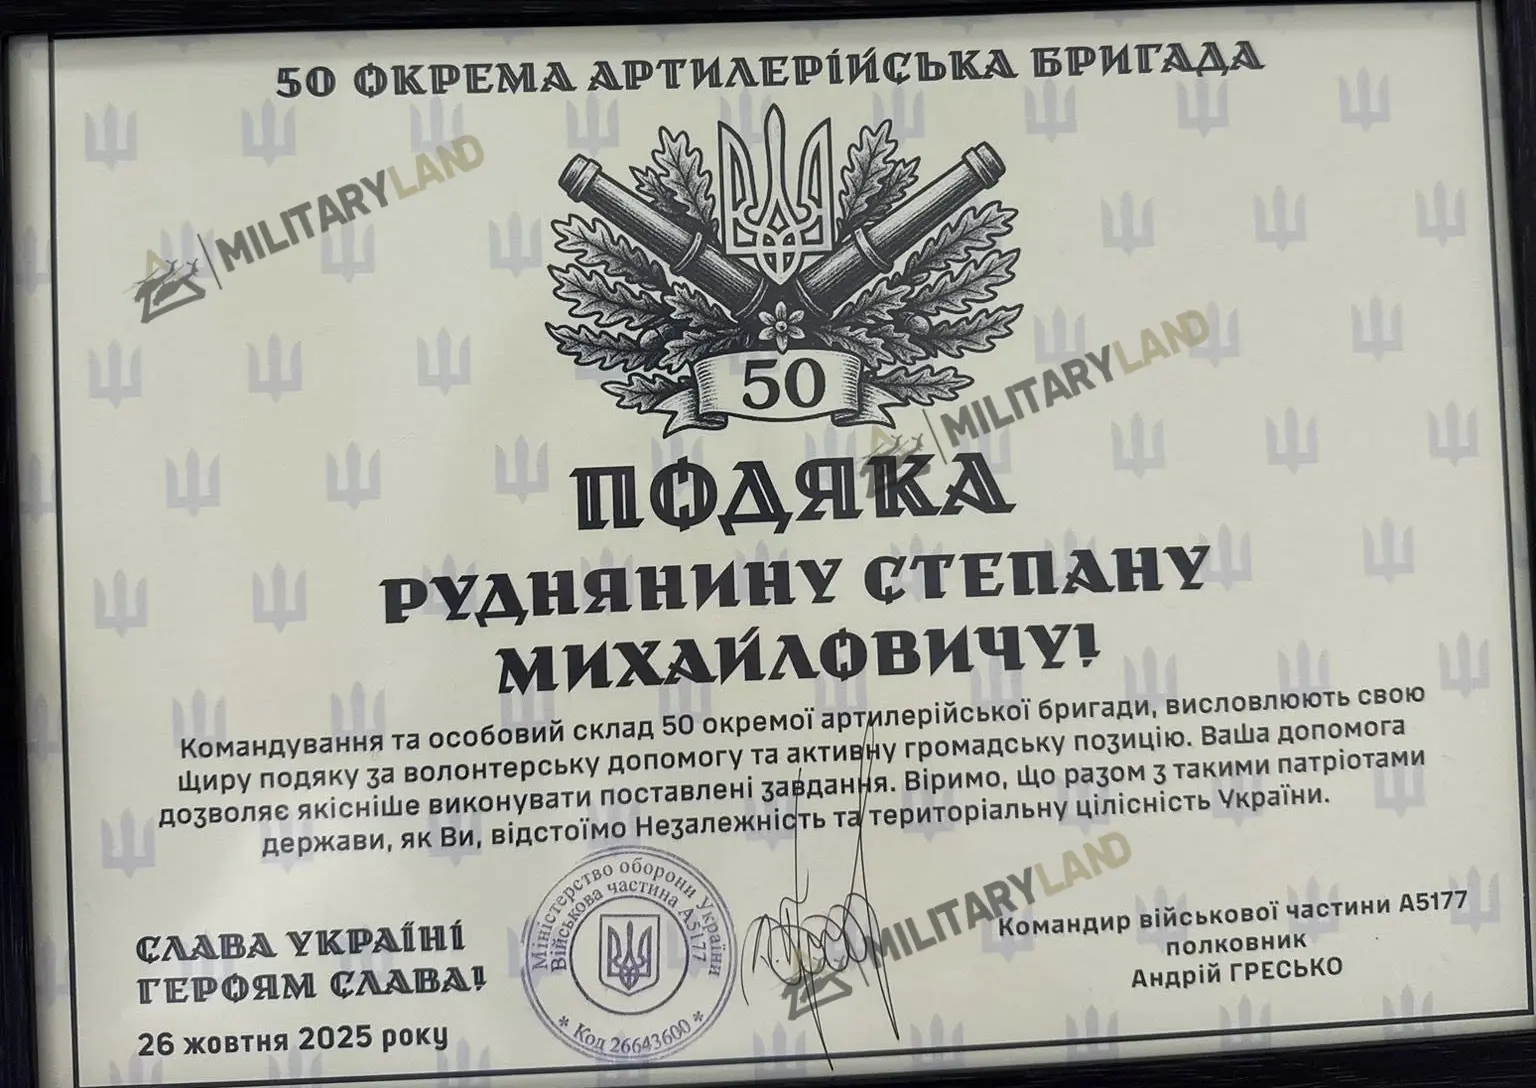 50 ОКРЕМА АРТИЛЕРІЙСЬКА БРИГАДА
MILITARYLAND
50
MILITARYLAND
ПОДЯКА
РУДНЯНИНУ СТЕПАНУ
МИХАЙЛОВИЧУ!
Командування та особовий склад 50 окремої артилерійської бригади, висловлюють свою
щиру подяку за волонтерську допомогу та активну громадську позицію. Ваша допомога
дозволяє якісніше виконувати поставлені завдання. Віримо, що разом з такими патріотами
держави, як Ви, відстоїмо Незалежність та територіальну цілісність України.
СЛАВА УКРАЇНІ
ГЕРОЯМ СЛАВА!
26 жовтня 2025 року
Міністерство оборони України
Військова частина А5177
* Код 26643600 *
MILITARYLAND
Командир військової частини А5177
полковник
Андрій ГРЕСЬКО